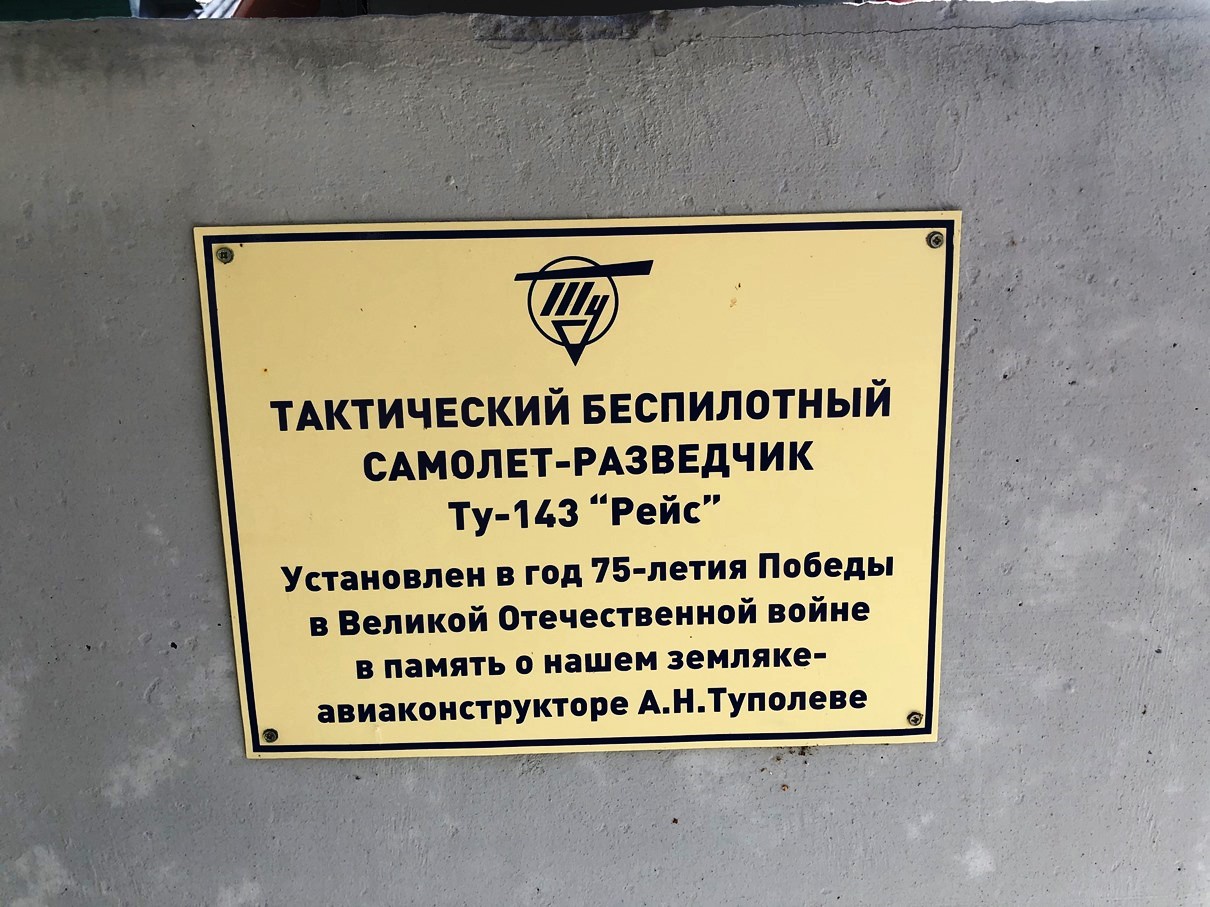 Ту
ТАКТИЧЕСКИЙ БЕСПИЛОТНЫЙ
САМОЛЕТ-РАЗВЕДЧИК
Ту-143 “Рейс”
Установлен в год 75-летия Победы
в Великой Отечественной войне
в память о нашем земляке-
авиаконструкторе А.Н.Туполеве